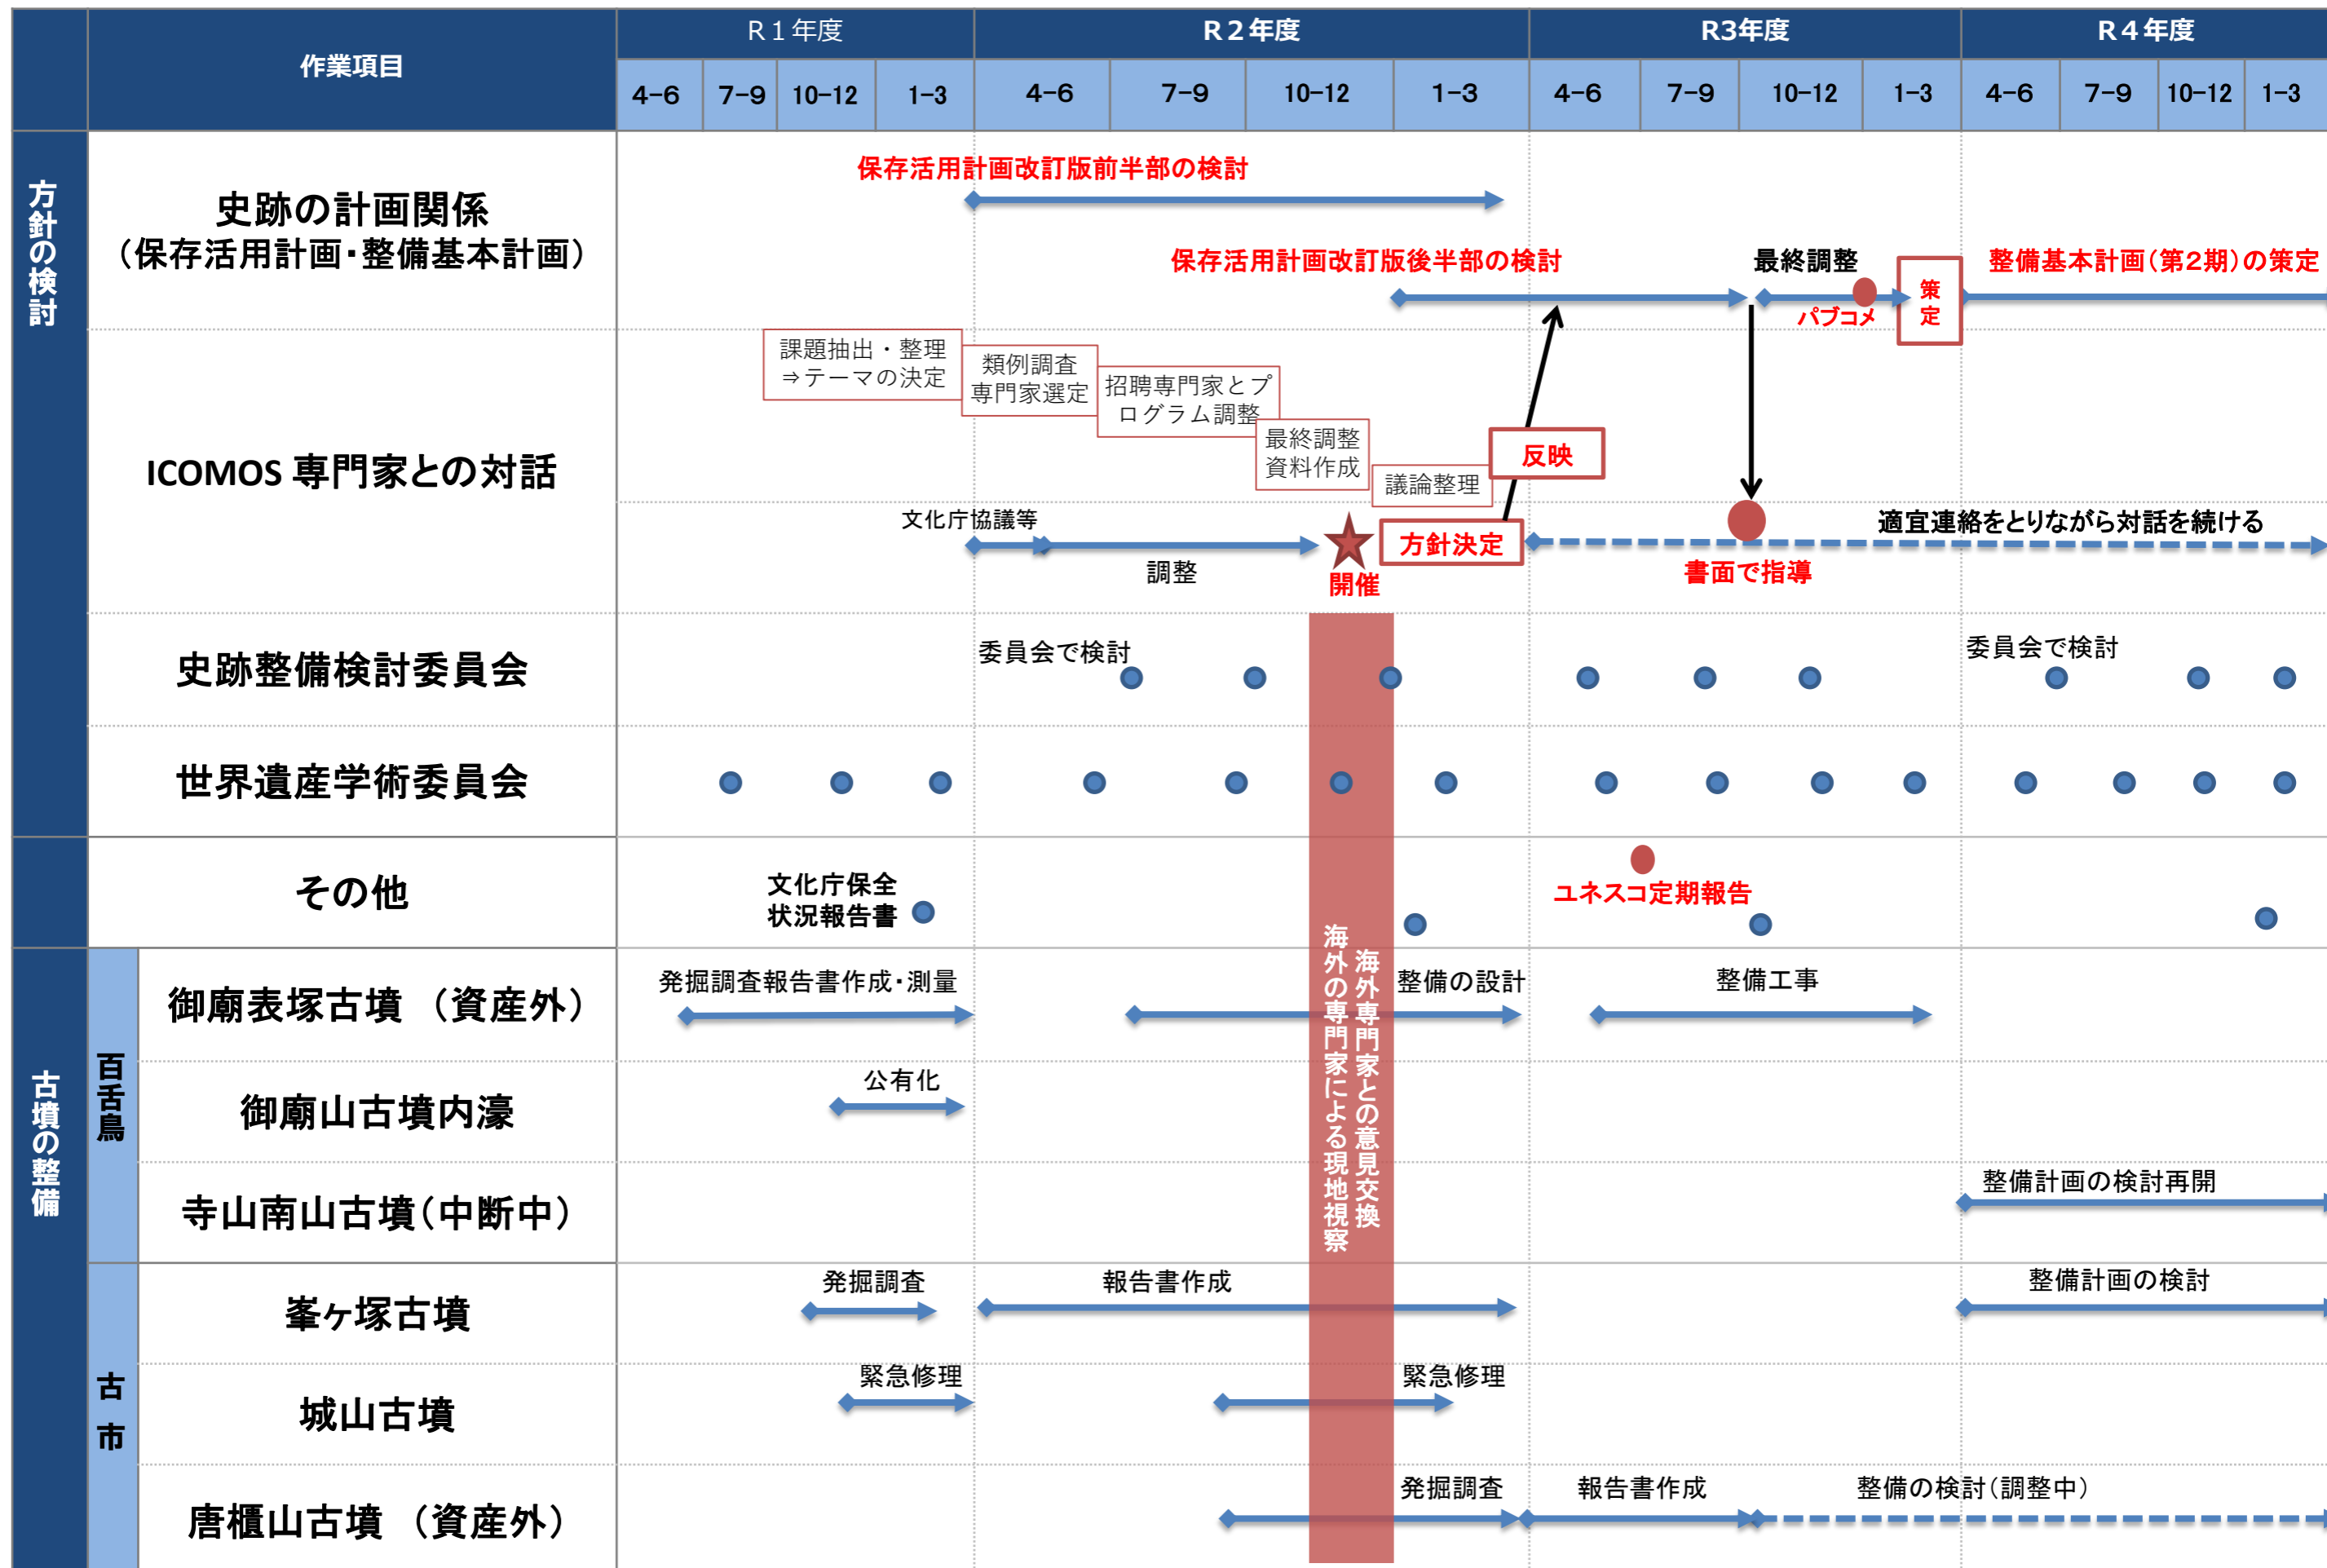 作業項目
R１年度
R２年度
R3年度
R４年度
4-6
7-9
10-12
1-3
4-6
7-9
10-12
1-3
4-6
7-9
10-12
1-3
4-6
7-9
10-12
1-3
方針の検討
史跡の計画関係
（保存活用計画・整備基本計画）
保存活用計画改訂版前半部の検討
保存活用計画改訂版後半部の検討
最終調整
パブコメ
策
定
整備基本計画（第２期）の策定
ICOMOS 専門家との対話
課題抽出・整理
⇒テーマの決定
類例調査
専門家選定
招聘専門家とプ
ログラム調整
最終調整
資料作成
議論整理
反映
文化庁協議等
調整
開催
方針決定
書面で指導
適宜連絡をとりながら対話を続ける
史跡整備検討委員会
委員会で検討
委員会で検討
世界遺産学術委員会
その他
文化庁保全
状況報告書
ユネスコ定期報告
海外専門家との意見交換
海外の専門家による現地視察
古墳の整備
百舌鳥
御廟表塚古墳 （資産外）
発掘調査報告書作成・測量
整備の設計
整備工事
御廟山古墳内濠
公有化
寺山南山古墳（中断中）
整備計画の検討再開
古市
峯ヶ塚古墳
発掘調査
報告書作成
整備計画の検討
城山古墳
緊急修理
緊急修理
唐櫃山古墳 （資産外）
発掘調査
報告書作成
整備の検討（調整中）